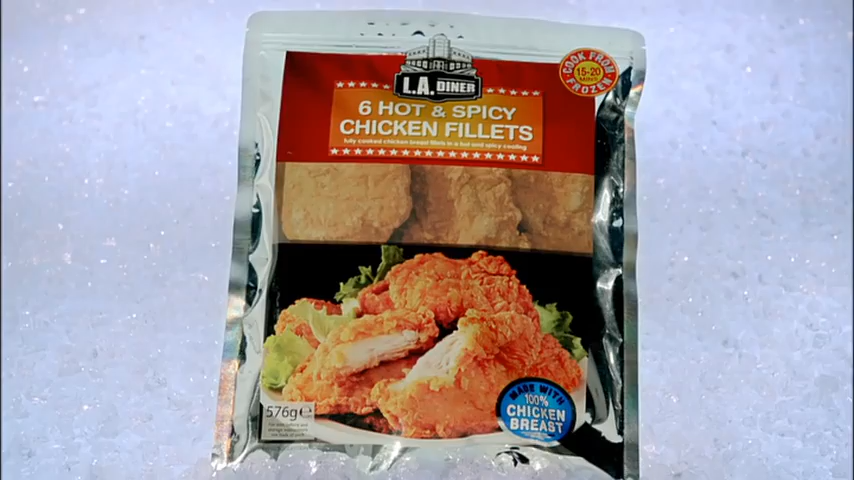 L.A. DINER
COOK FROM
15-20
MINS
FROZEN
6 HOT & SPICY
CHICKEN FILLETS
fully cooked chicken breast fillets in a hot and spicy coating
MADE WITH
100%
CHICKEN
BREAST
576g e